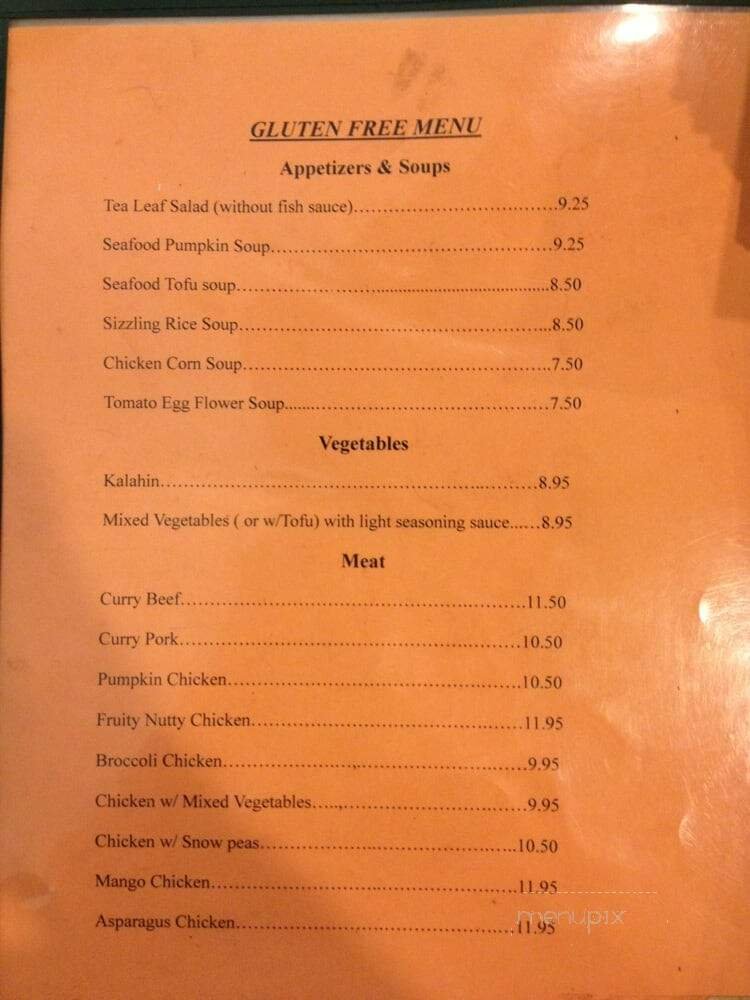 GLUTEN FREE MENU
Appetizers & Soups
Tea Leaf Salad (without fish sauce)..............................9.25
Seafood Pumpkin Soup..............................9.25
Seafood Tofu soup..............................8.50
Sizzling Rice Soup..............................8.50
Chicken Corn Soup..............................7.50
Tomato Egg Flower Soup..............................7.50
Vegetables
Kalahin..............................8.95
Mixed Vegetables ( or w/Tofu) with light seasoning sauce......8.95
Meat
Curry Beef..............................11.50
Curry Pork..............................10.50
Pumpkin Chicken..............................10.50
Fruity Nutty Chicken..............................11.95
Broccoli Chicken..............................9.95
Chicken w/ Mixed Vegetables..............................9.95
Chicken w/ Snow peas..............................10.50
Mango Chicken..............................11.95
Asparagus Chicken..............................11.95
menupix